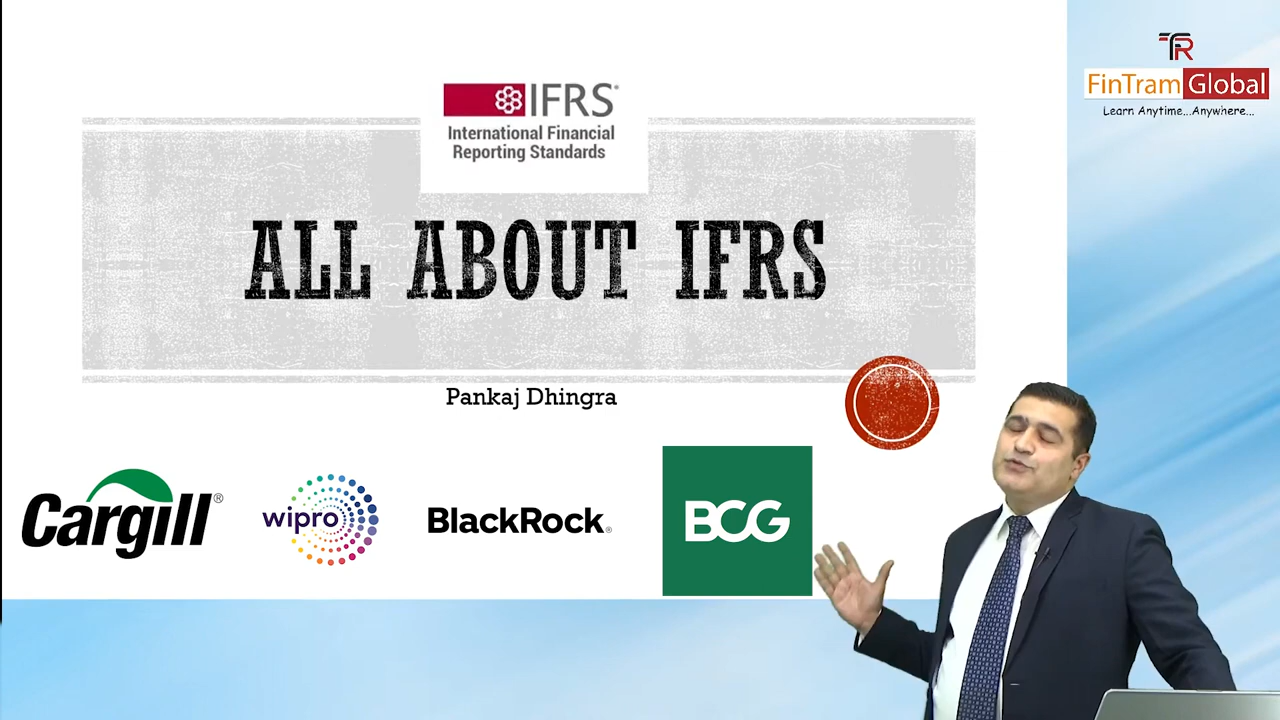 TR
FinTram Global
Learn Anytime...Anywhere...
IFRS®
International Financial
Reporting Standards
ALL ABOUT IFRS
Pankaj Dhingra
Cargill®
wipro
BlackRock®
BCG